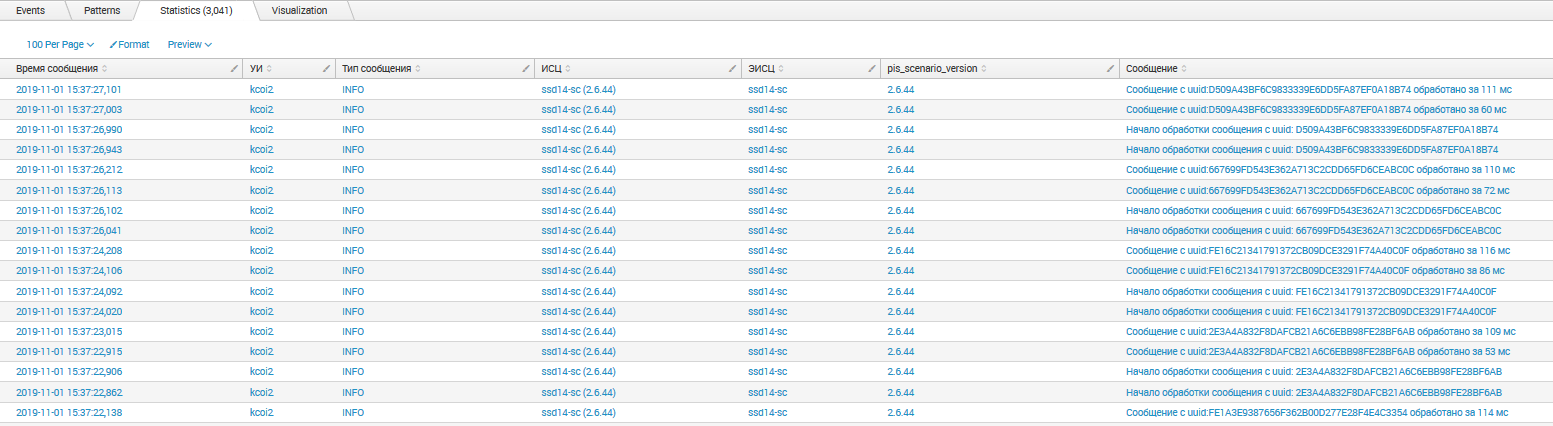 Events Patterns Statistics (3,041) Visualization
100 Per Page Format Preview
Время сообщения УИ Тип сообщения ИСЦ ЭИСЦ pis_scenario_version Сообщение
2019-11-01 15:37:27,101 kcoi2 INFO ssd14-sc (2.6.44) ssd14-sc 2.6.44 Сообщение с uuid:D509A43BF6C9833339E6DD5FA87EF0A18B74 обработано за 111 мс
2019-11-01 15:37:27,003 kcoi2 INFO ssd14-sc (2.6.44) ssd14-sc 2.6.44 Сообщение с uuid:D509A43BF6C9833339E6DD5FA87EF0A18B74 обработано за 60 мс
2019-11-01 15:37:26,990 kcoi2 INFO ssd14-sc (2.6.44) ssd14-sc 2.6.44 Начало обработки сообщения с uuid: D509A43BF6C9833339E6DD5FA87EF0A18B74
2019-11-01 15:37:26,943 kcoi2 INFO ssd14-sc (2.6.44) ssd14-sc 2.6.44 Начало обработки сообщения с uuid: D509A43BF6C9833339E6DD5FA87EF0A18B74
2019-11-01 15:37:26,212 kcoi2 INFO ssd14-sc (2.6.44) ssd14-sc 2.6.44 Сообщение с uuid:667699FD543E362A713C2CDD65FD6CEABC0C обработано за 110 мс
2019-11-01 15:37:26,113 kcoi2 INFO ssd14-sc (2.6.44) ssd14-sc 2.6.44 Сообщение с uuid:667699FD543E362A713C2CDD65FD6CEABC0C обработано за 72 мс
2019-11-01 15:37:26,102 kcoi2 INFO ssd14-sc (2.6.44) ssd14-sc 2.6.44 Начало обработки сообщения с uuid: 667699FD543E362A713C2CDD65FD6CEABC0C
2019-11-01 15:37:26,041 kcoi2 INFO ssd14-sc (2.6.44) ssd14-sc 2.6.44 Начало обработки сообщения с uuid: 667699FD543E362A713C2CDD65FD6CEABC0C
2019-11-01 15:37:24,208 kcoi2 INFO ssd14-sc (2.6.44) ssd14-sc 2.6.44 Сообщение с uuid:FE16C21341791372CB09DCE3291F74A40C0F обработано за 116 мс
2019-11-01 15:37:24,106 kcoi2 INFO ssd14-sc (2.6.44) ssd14-sc 2.6.44 Сообщение с uuid:FE16C21341791372CB09DCE3291F74A40C0F обработано за 86 мс
2019-11-01 15:37:24,092 kcoi2 INFO ssd14-sc (2.6.44) ssd14-sc 2.6.44 Начало обработки сообщения с uuid: FE16C21341791372CB09DCE3291F74A40C0F
2019-11-01 15:37:24,020 kcoi2 INFO ssd14-sc (2.6.44) ssd14-sc 2.6.44 Начало обработки сообщения с uuid: FE16C21341791372CB09DCE3291F74A40C0F
2019-11-01 15:37:23,015 kcoi2 INFO ssd14-sc (2.6.44) ssd14-sc 2.6.44 Сообщение с uuid:2E3A4A832F8DAFCB21A6C6EBB98FE28BF6AB обработано за 109 мс
2019-11-01 15:37:22,915 kcoi2 INFO ssd14-sc (2.6.44) ssd14-sc 2.6.44 Сообщение с uuid:2E3A4A832F8DAFCB21A6C6EBB98FE28BF6AB обработано за 53 мс
2019-11-01 15:37:22,906 kcoi2 INFO ssd14-sc (2.6.44) ssd14-sc 2.6.44 Начало обработки сообщения с uuid: 2E3A4A832F8DAFCB21A6C6EBB98FE28BF6AB
2019-11-01 15:37:22,862 kcoi2 INFO ssd14-sc (2.6.44) ssd14-sc 2.6.44 Начало обработки сообщения с uuid: 2E3A4A832F8DAFCB21A6C6EBB98FE28BF6AB
2019-11-01 15:37:22,138 kcoi2 INFO ssd14-sc (2.6.44) ssd14-sc 2.6.44 Сообщение с uuid:FE1A3E9387656F362B00D277E28F4E4C3354 обработано за 114 мс